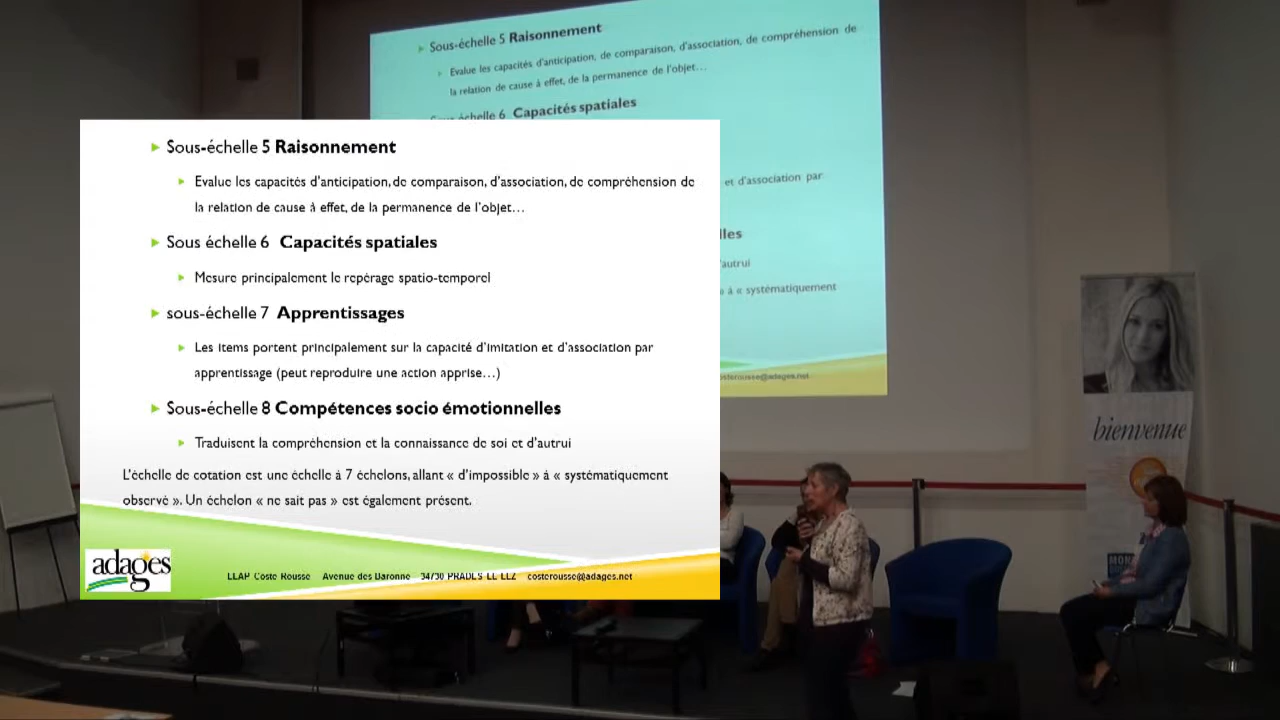 Sous-échelle 5 Raisonnement
Evalue les capacités d'anticipation, de comparaison, d'association, de compréhension de
la relation de cause à effet, de la permanence de l'objet…
Sous-échelle 6 Capacités spatiales
et d'association par
lles
d'autrui
» à « systématiquement
costerousse@adages.net
Sous-échelle 5 Raisonnement
Evalue les capacités d'anticipation, de comparaison, d'association, de compréhension de
la relation de cause à effet, de la permanence de l'objet…
Sous échelle 6 Capacités spatiales
Mesure principalement le repérage spatio-temporel
sous-échelle 7 Apprentissages
Les items portent principalement sur la capacité d'imitation et d'association par
apprentissage (peut reproduire une action apprise…)
Sous-échelle 8 Compétences socio émotionnelles
Traduisent la compréhension et la connaissance de soi et d'autrui
L'échelle de cotation est une échelle à 7 échelons, allant « d'impossible » à « systématiquement
observé ». Un échelon « ne sait pas » est également présent.
adages
Coste Rousse Avenue des Baronne 34730 PRADES LE LEZ costerousse@adages.net
bienvenue